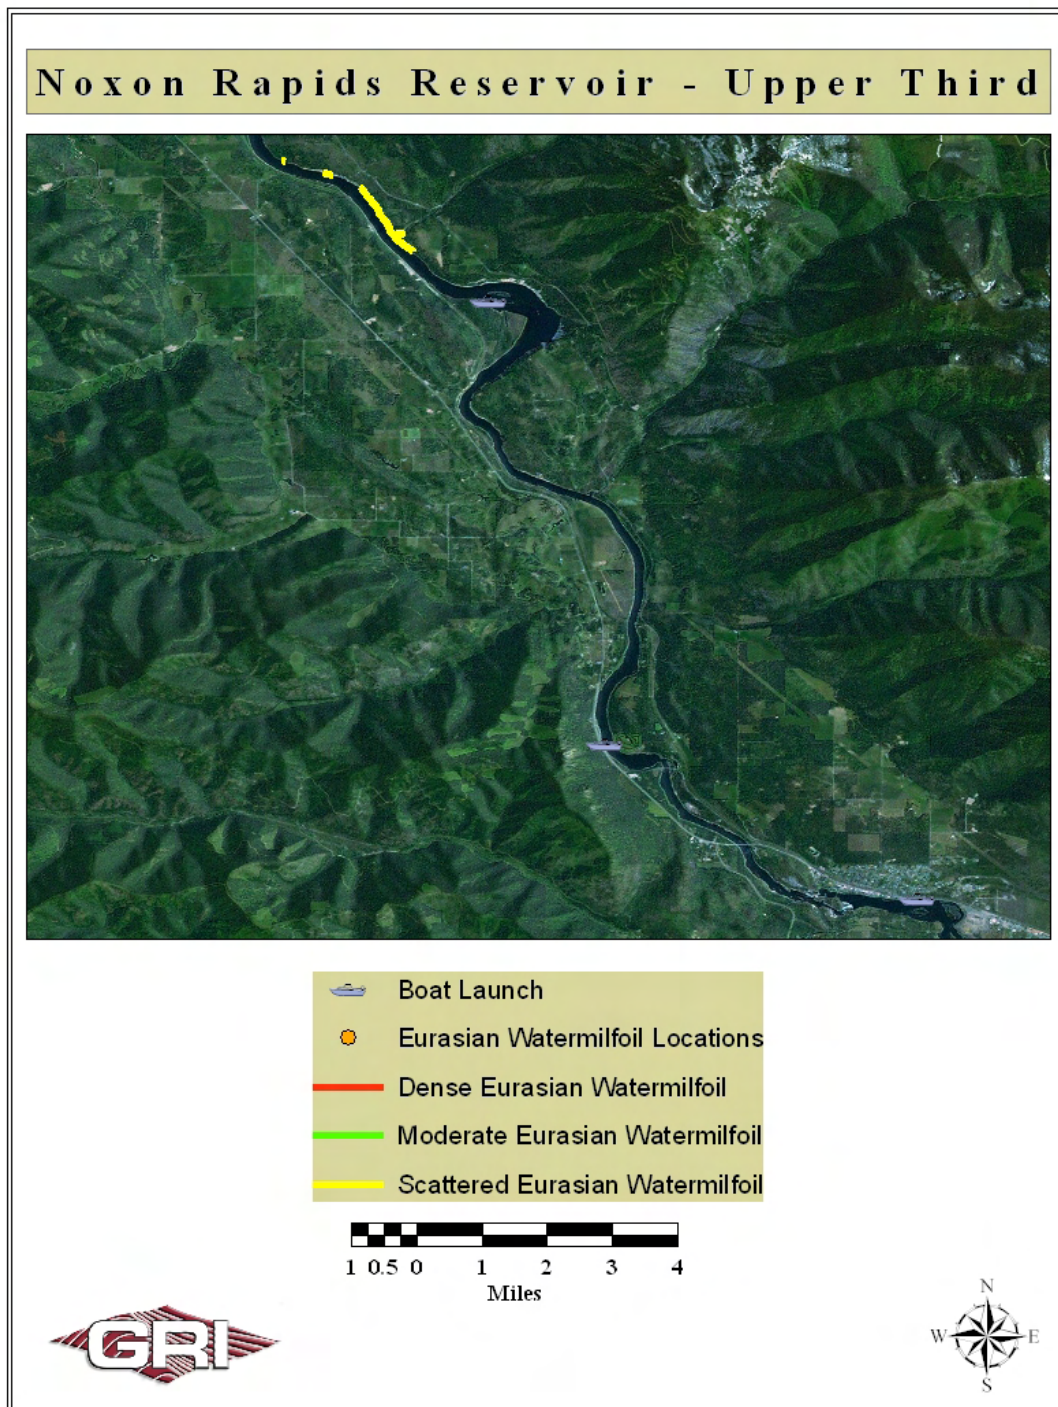 Noxon Rapids Reservoir - Upper Third
Boat Launch
Eurasian Watermilfoil Locations
Dense Eurasian Watermilfoil
Moderate Eurasian Watermilfoil
Scattered Eurasian Watermilfoil
1 0.5 0 1 2 3 4
Miles
GRI
N
W E
S